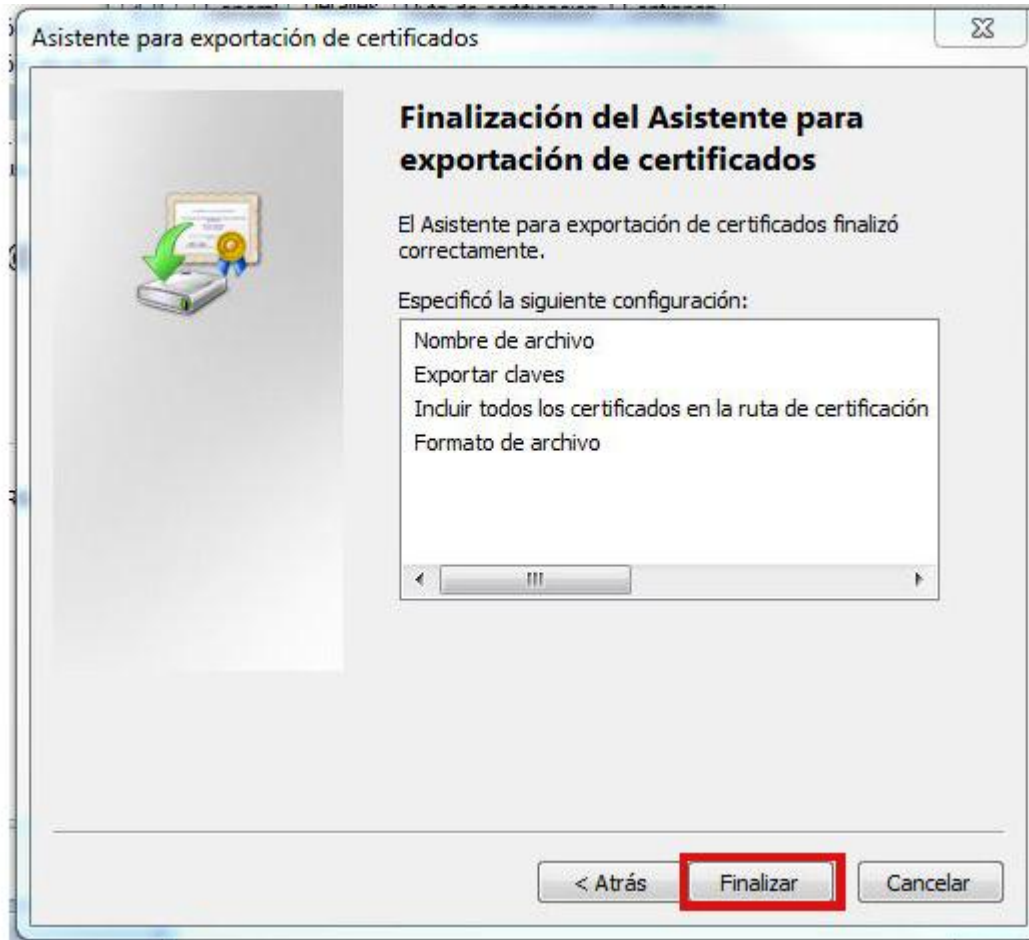 Asistente para exportación de certificados
Finalización del Asistente para
exportación de certificados
El Asistente para exportación de certificados finalizó
correctamente.
Especificó la siguiente configuración:
Nombre de archivo
Exportar claves
Incluir todos los certificados en la ruta de certificación
Formato de archivo
< Atrás
Finalizar
Cancelar